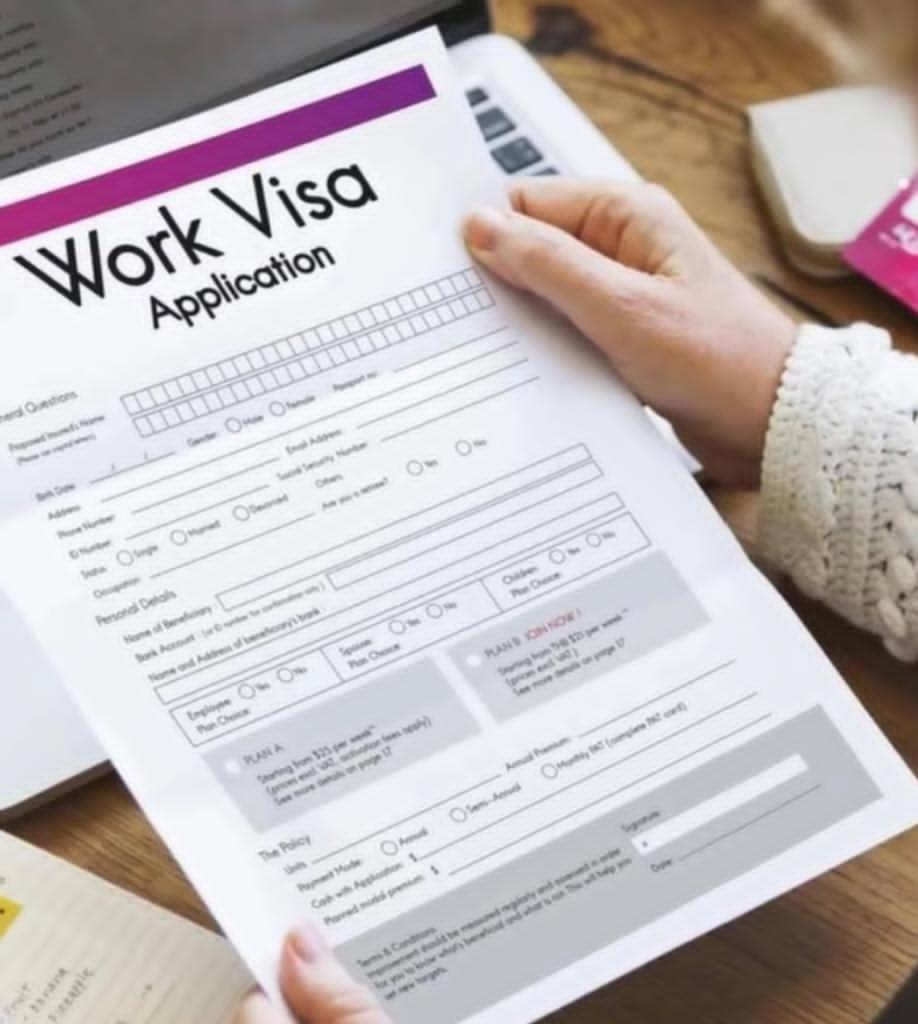 Work Visa
Application
General Questions
Proposed Insured's Name
(Please use capital letters)
Birth Date / / Gender Male Female Passport no.
Address Email Address:
Phone Number: Social Security Number:
ID Number:
Status Single Married Devorced Others Are you a retiree? Yes No
Occupation:
Personal Details
Name of Beneficiary:
Bank Account: (or ID number for confirmation only)
Name and Address of beneficiary's bank:
Employee: Yes No Spouse: Yes No Children: Yes No
Plan Choice: Plan Choice: Plan Choice:
PLAN A:
Starting from $25 per week**
(prices excl. VAT, activation fees apply)
See more details on page 17
PLAN B: JOIN NOW!
Starting from THB $21 per week**
(prices excl. VAT)
See more details on page 17
The Policy
Units Annual Premium:
Payment Mode: Annual Semi-Annual Monthly PAT (complete PAT card)
Cash with Application: $
Planned modal premium: $
Terms & Conditions
Improvement should be measured regularly and assessed in order
for you to know what's beneficial and what is not. This will help you
set new targets.
Signature:
x
Date: